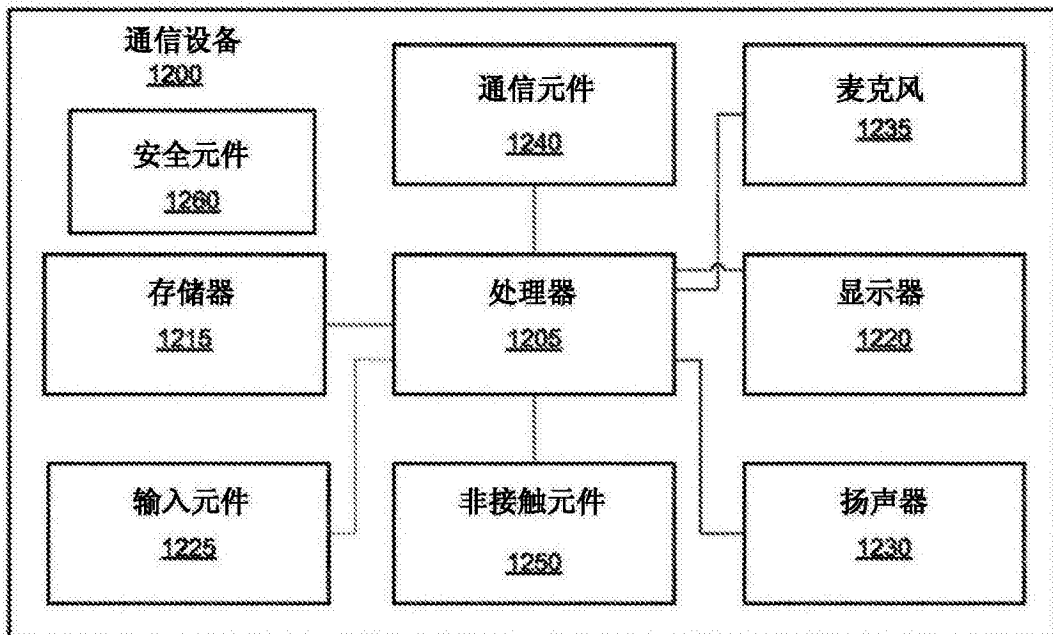 通信设备
1200
安全元件
1260
通信元件
1240
麦克风
1235
存储器
1215
处理器
1205
显示器
1220
输入元件
1225
非接触元件
1250
扬声器
1230